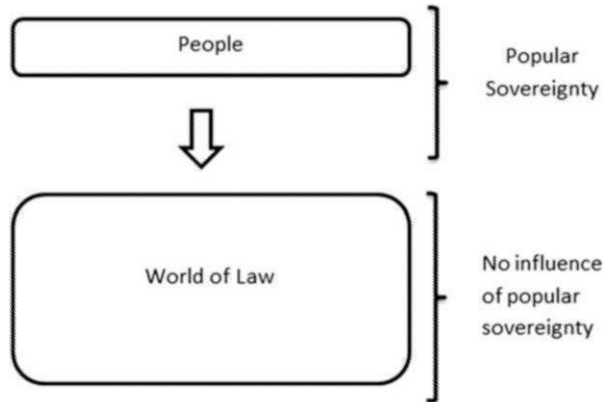 People
Popular
Sovereignty
World of Law
No influence
of popular
sovereignty